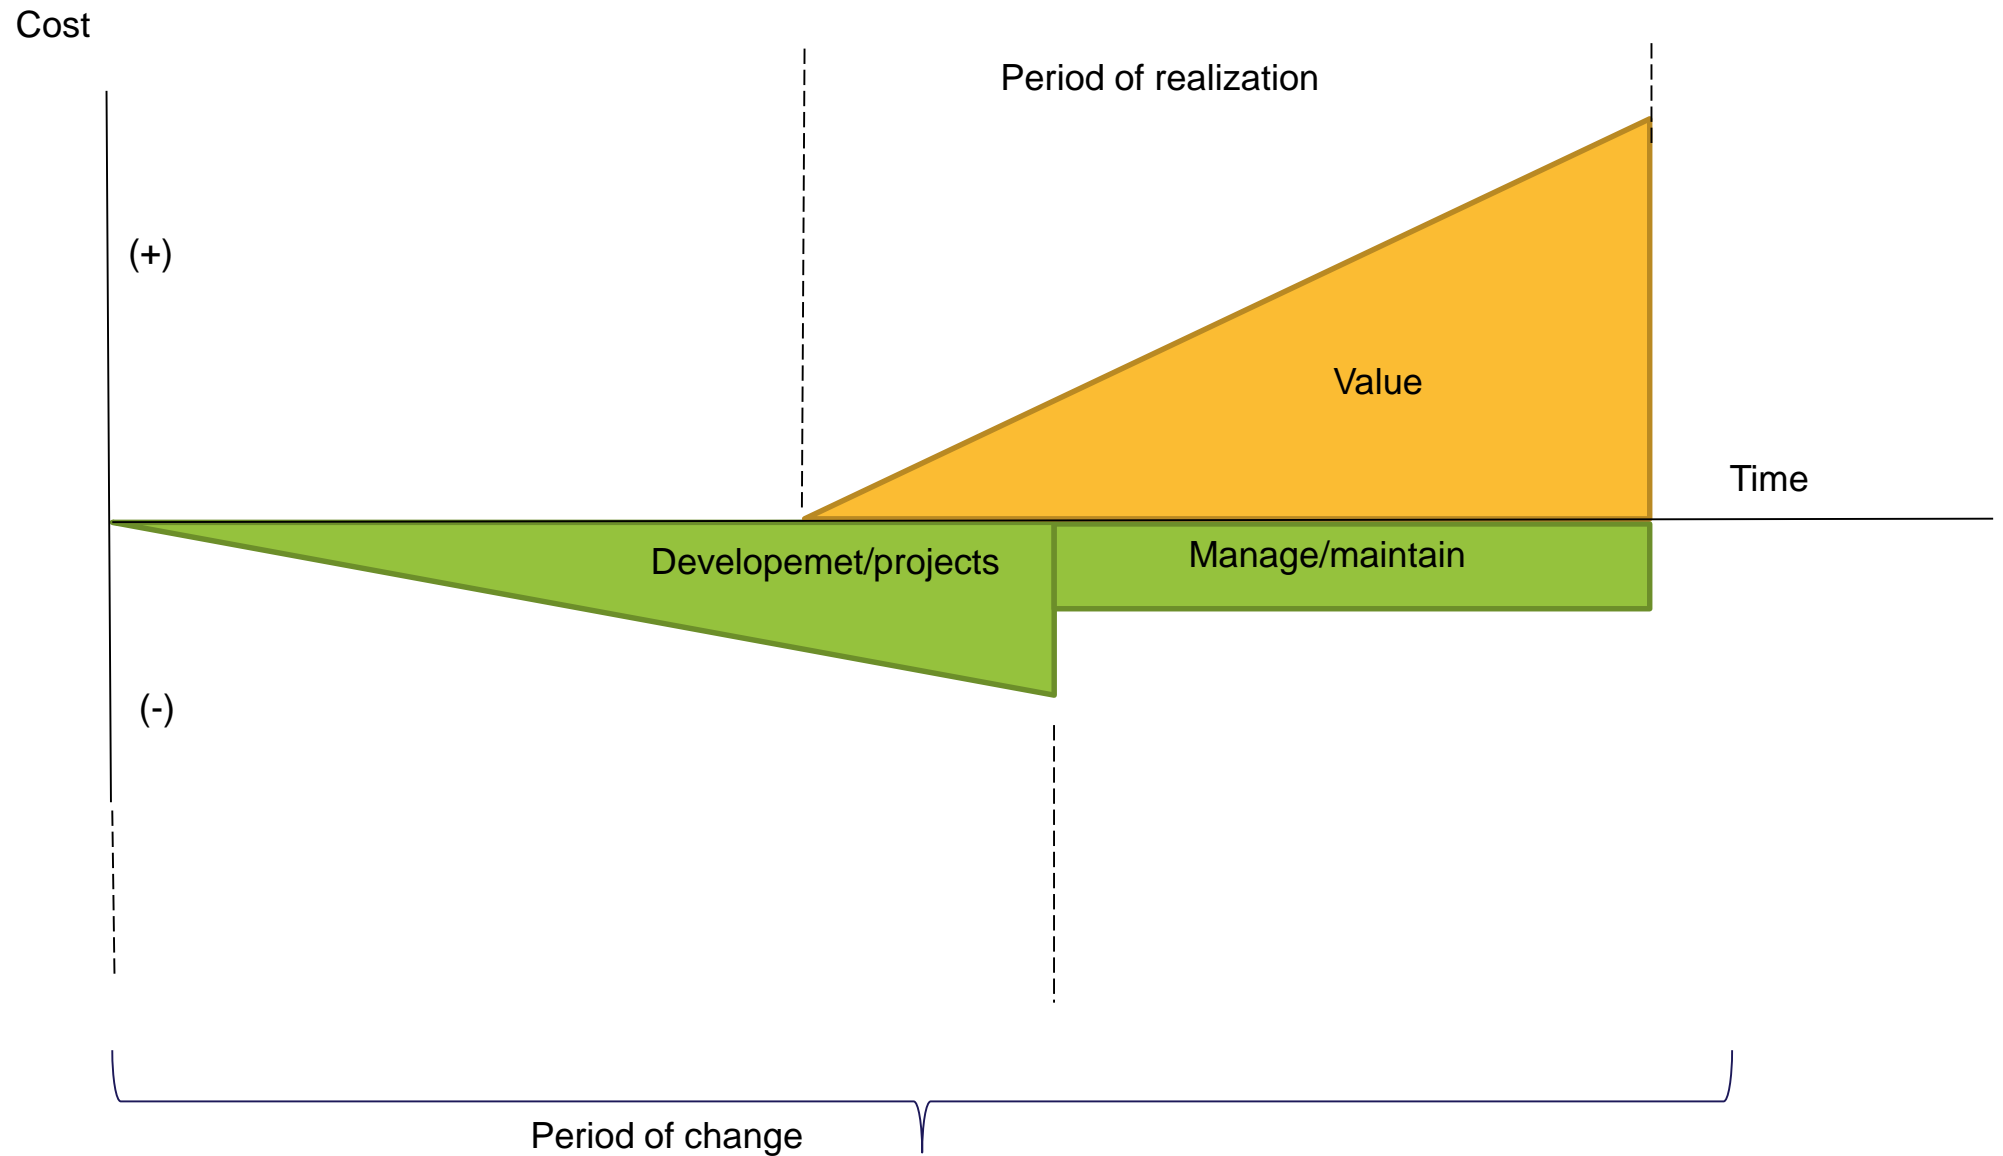 Cost
Period of realization
(+)
Value
Time
Developemet/projects
Manage/maintain
(-)
Period of change